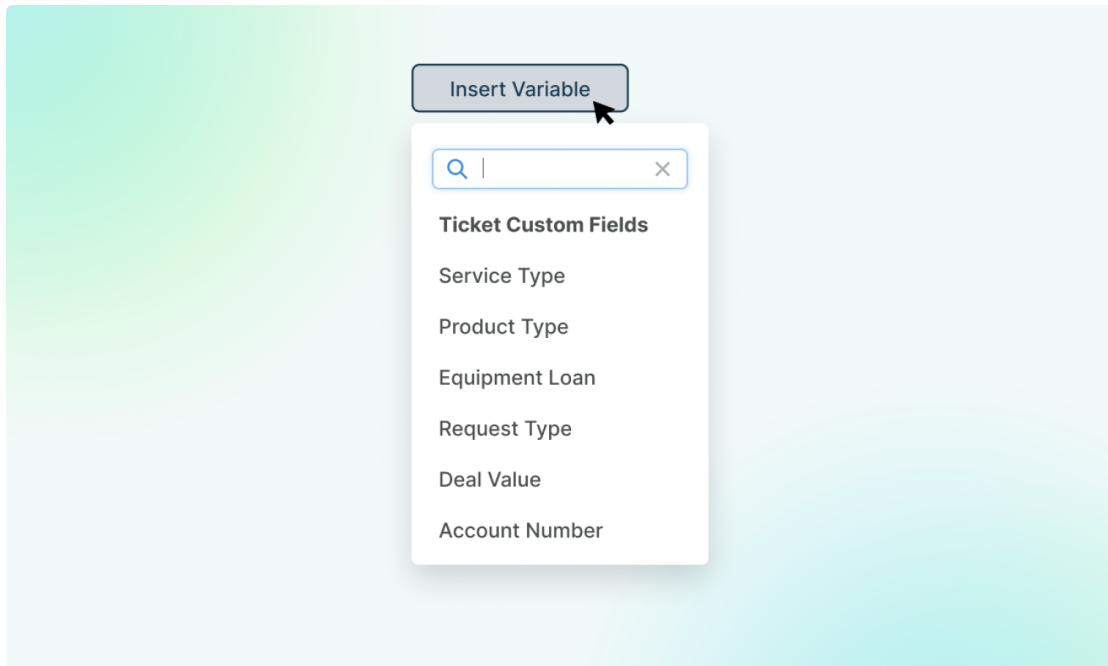 Insert Variable
Ticket Custom Fields
Service Type
Product Type
Equipment Loan
Request Type
Deal Value
Account Number